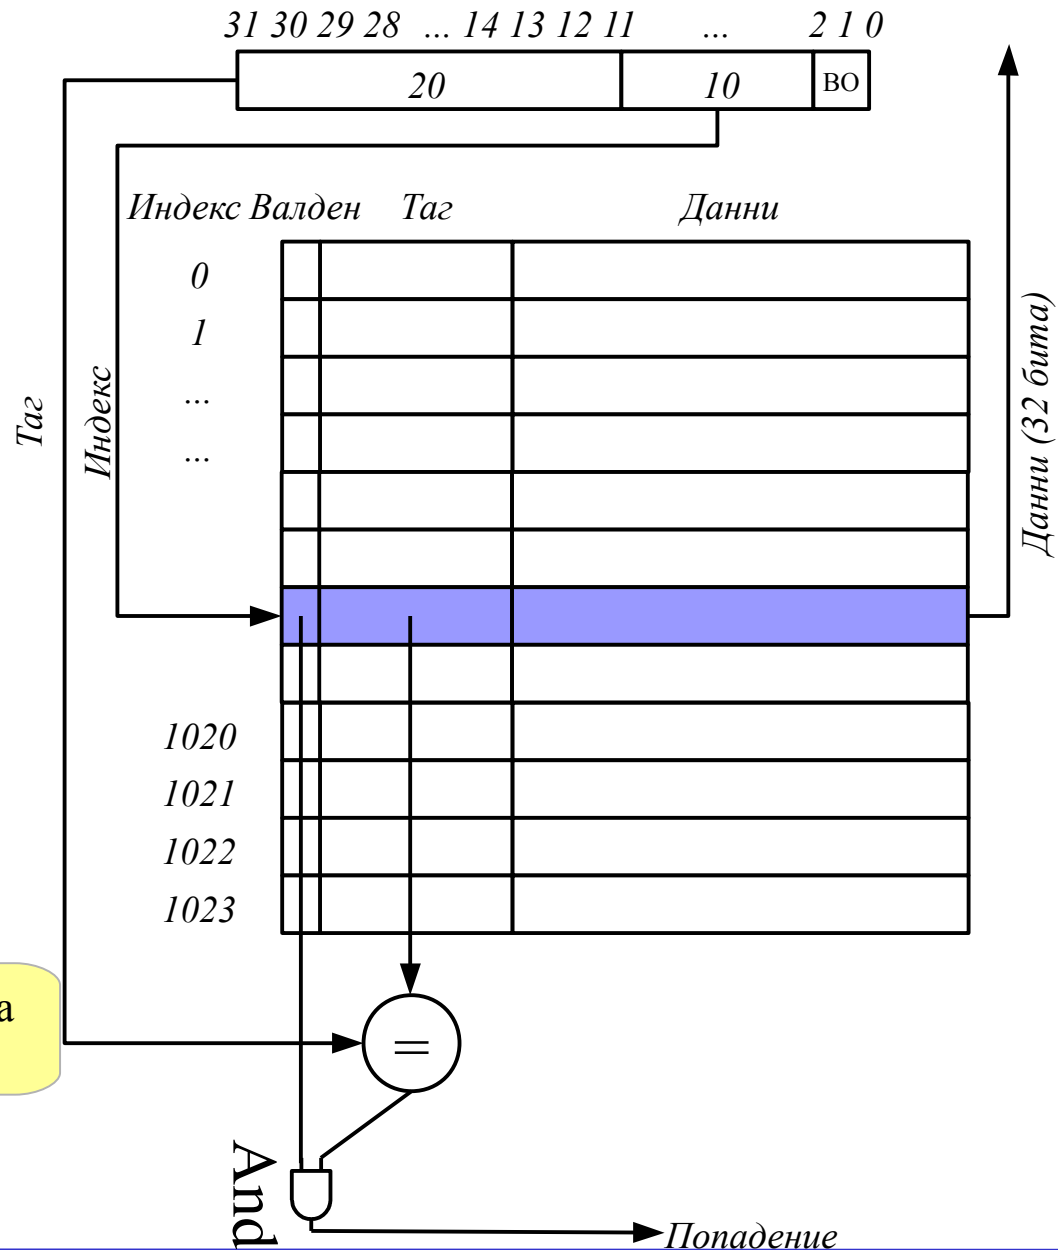 31 30 29 28 ... 14 13 12 11 ... 2 1 0
20 10 ВО
Индекс Валден Таг Данни
0
1
...
...
1020
1021
1022
1023
Таг
Индекс
Данни (32 бита)
а
=
And
Попадение